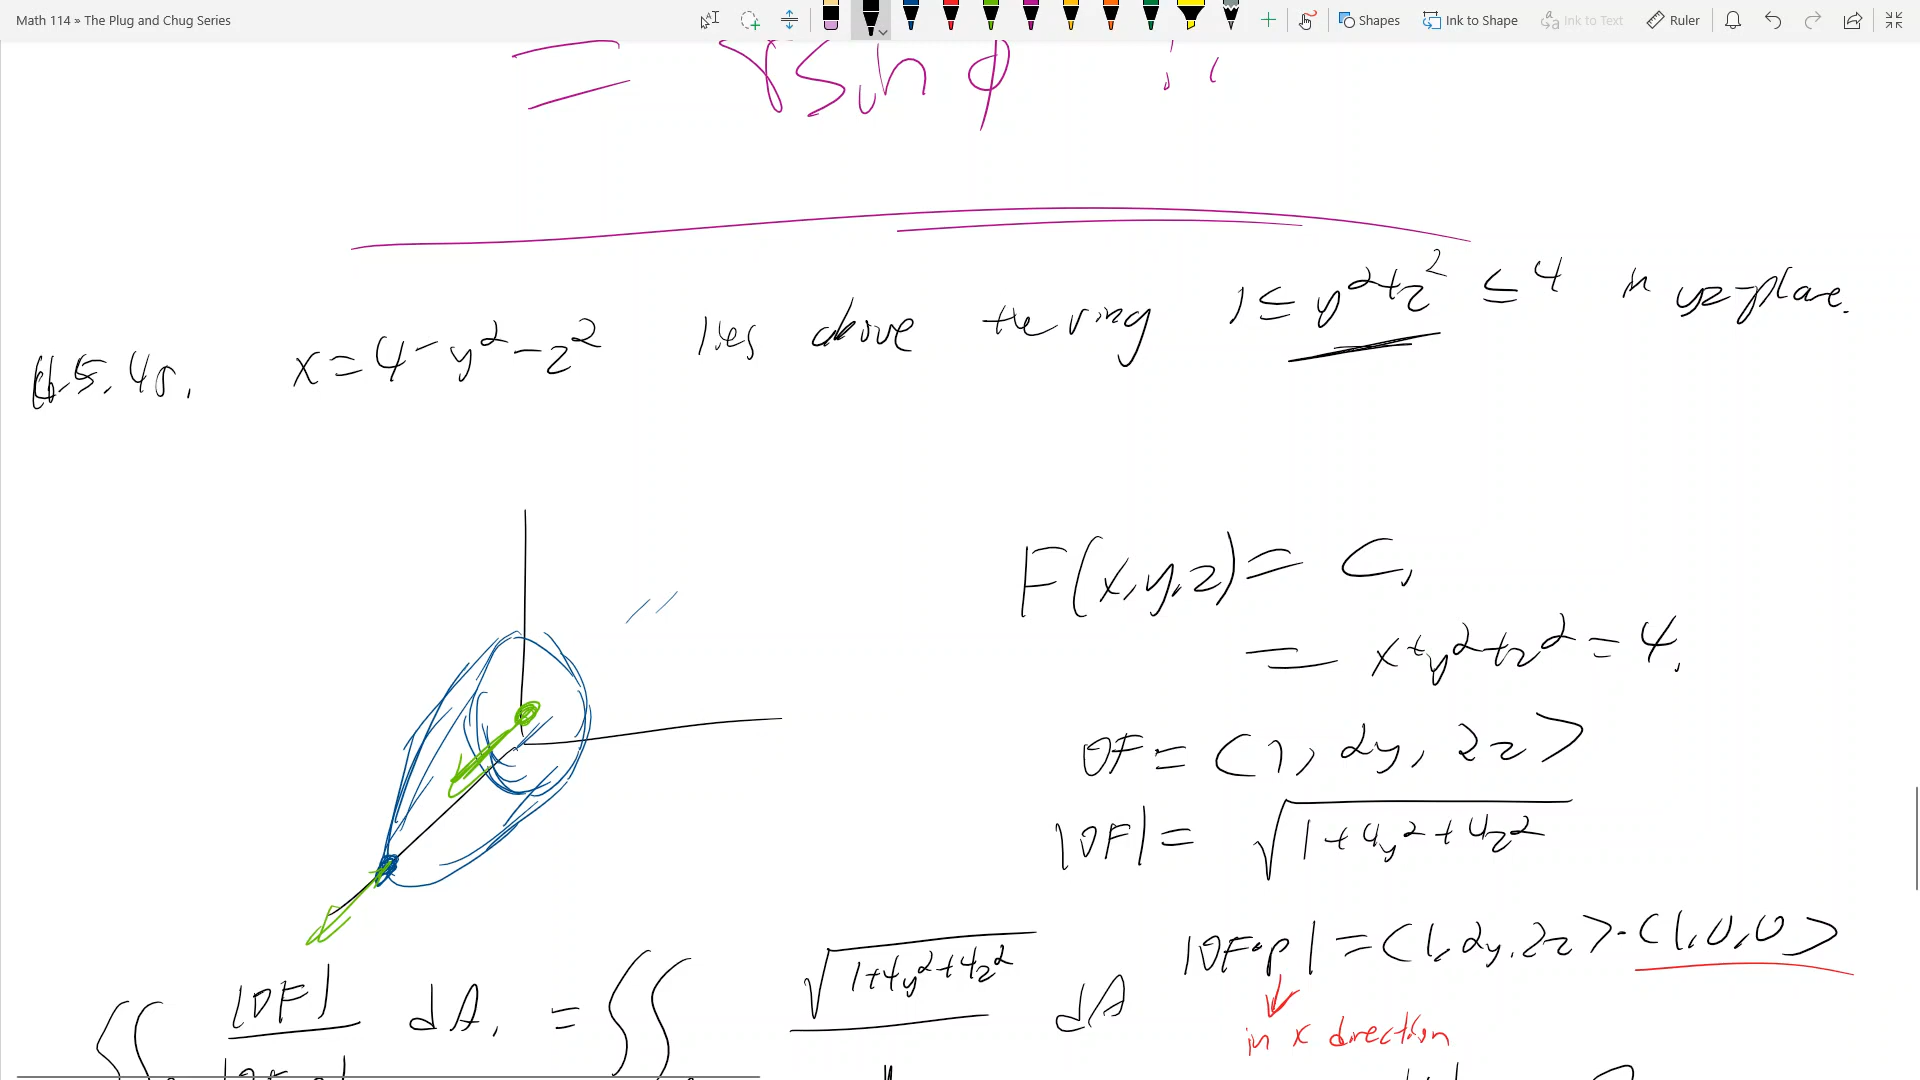 Math 114 » The Plug and Chug Series
Shapes
Ink to Shape
Ink to Text
Ruler
= r sin φ !!
16.5.45. x = 4 - y² - z² lies above the ring 1 ≤ y² + z² ≤ 4 in yz-plane.
F(x, y, z) = C,
= x + y² + z² = 4.
∇F = <1, 2y, 2z>
|∇F| = √(1 + 4y² + 4z²)
|∇F·p| = <1, 2y, 2z> · <1, 0, 0>
in x direction
∬ |∇F| dA. = ∬ √(1 + 4y² + 4z²) dA